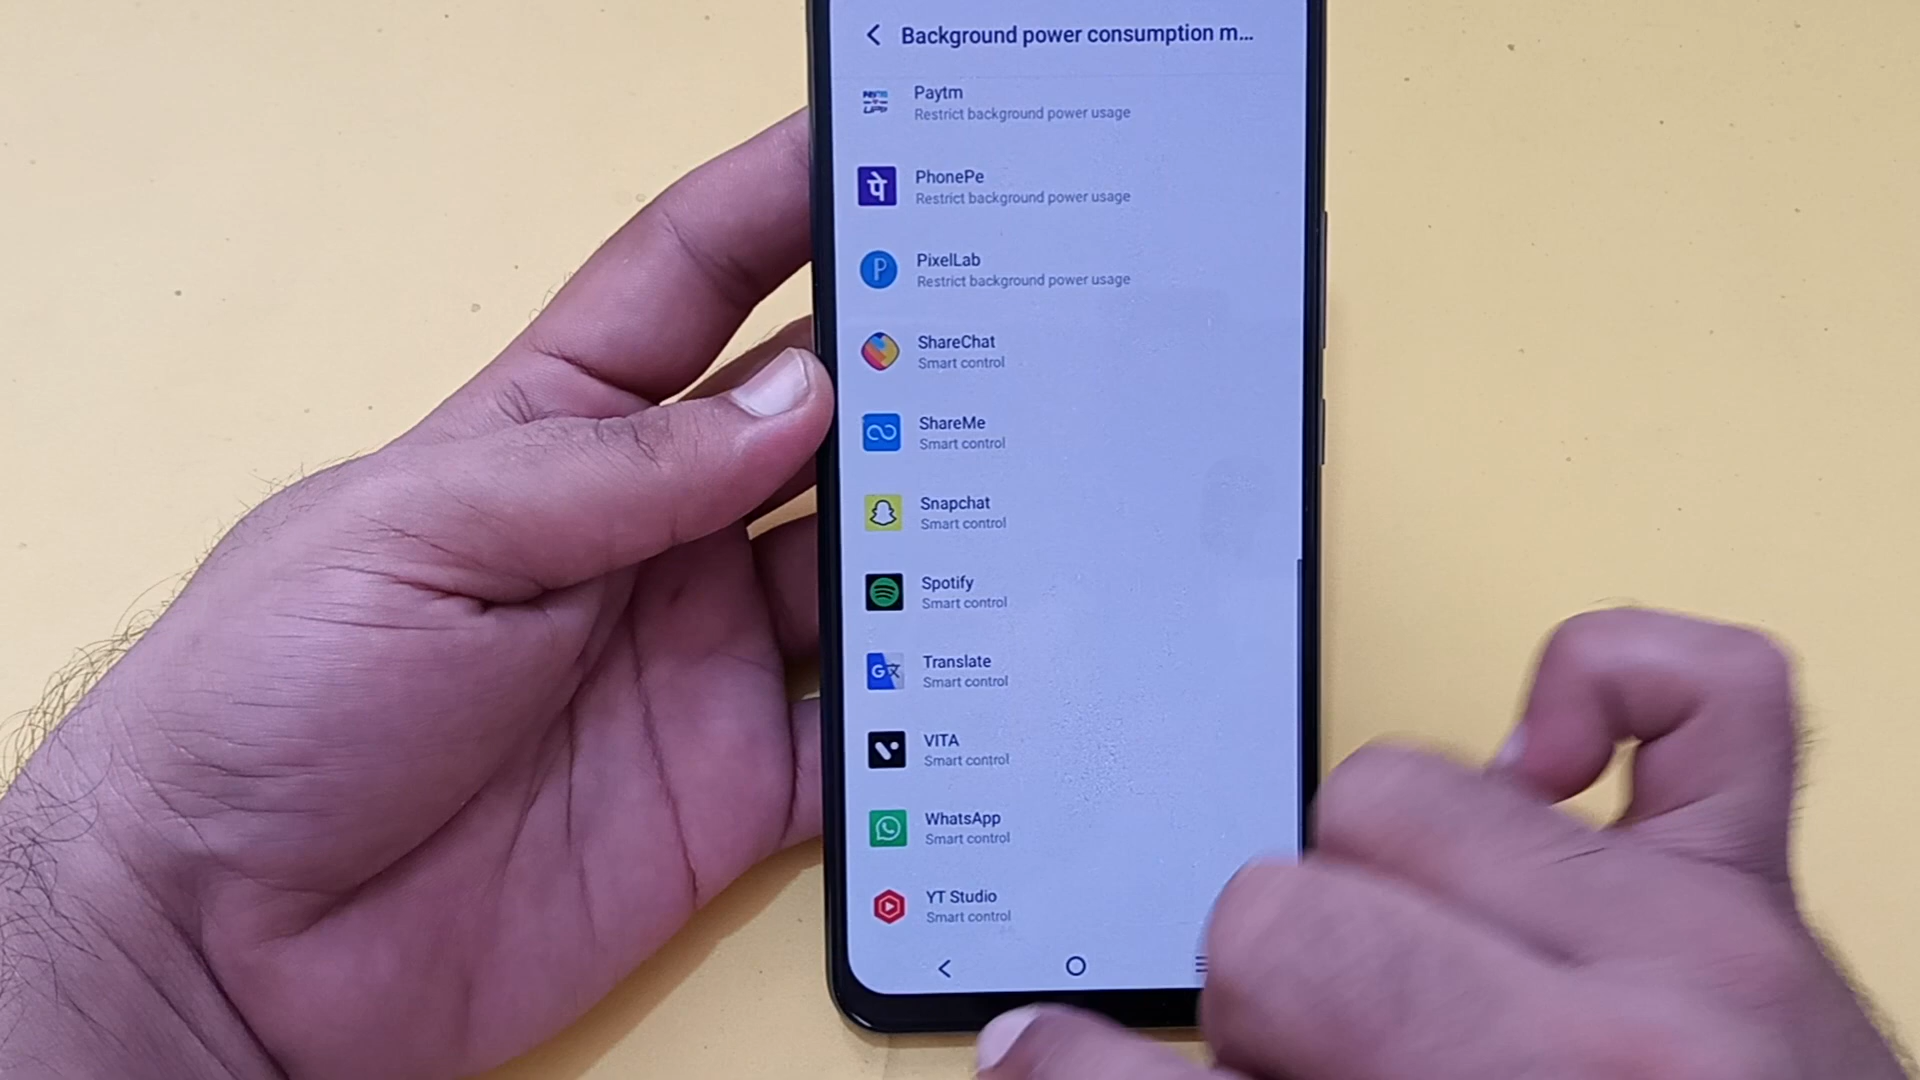 Background power consumption m...
Paytm
Restrict background power usage
पे
PhonePe
Restrict background power usage
P
PixelLab
Restrict background power usage
ShareChat
Smart control
ShareMe
Smart control
Snapchat
Smart control
Spotify
Smart control
G文
Translate
Smart control
VITA
Smart control
WhatsApp
Smart control
YT Studio
Smart control